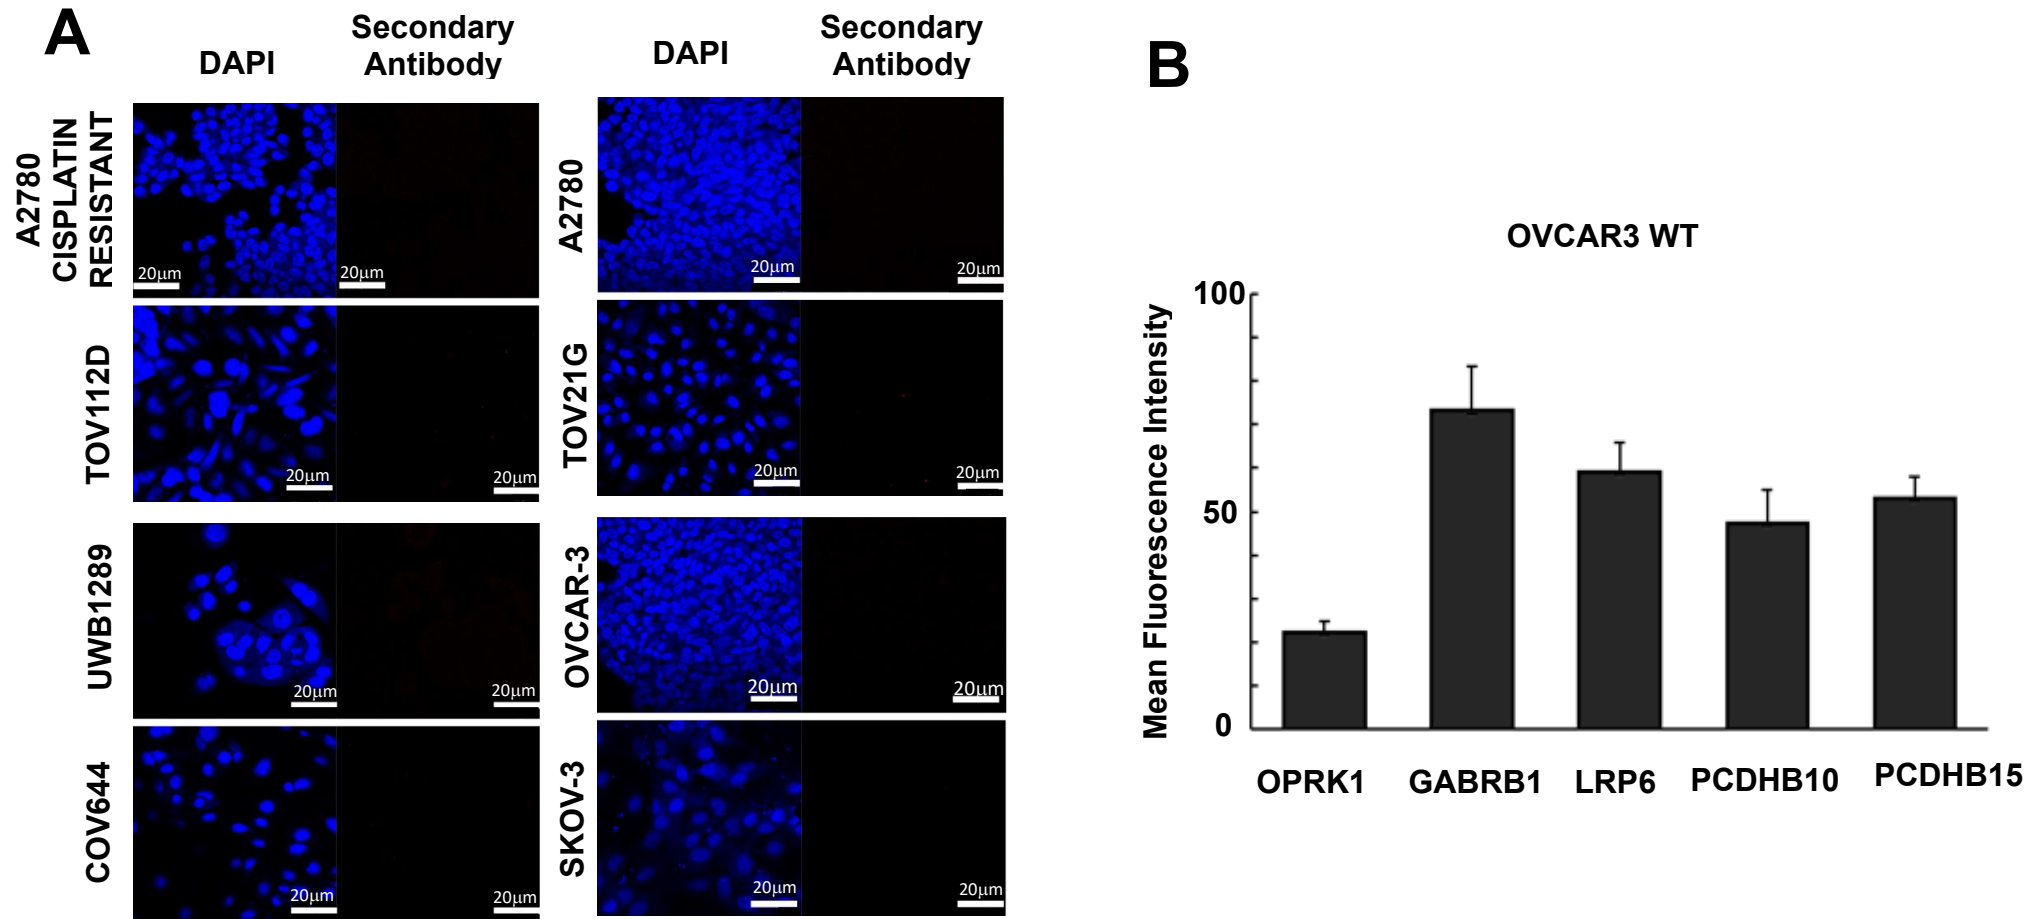 A
DAPI
Secondary
Antibody
DAPI
Secondary
Antibody
A2780
CISPLATIN
RESISTANT
20µm
20µm
A2780
20µm
20µm
TOV112D
20µm
20µm
TOV21G
20µm
20µm
UWB1289
20µm
20µm
OVCAR-3
20µm
20µm
COV644
20µm
20µm
SKOV-3
20µm
20µm
B
OVCAR3 WT
Mean Fluorescence Intensity
100
50
0
OPRK1
GABRB1
LRP6
PCDHB10
PCDHB15